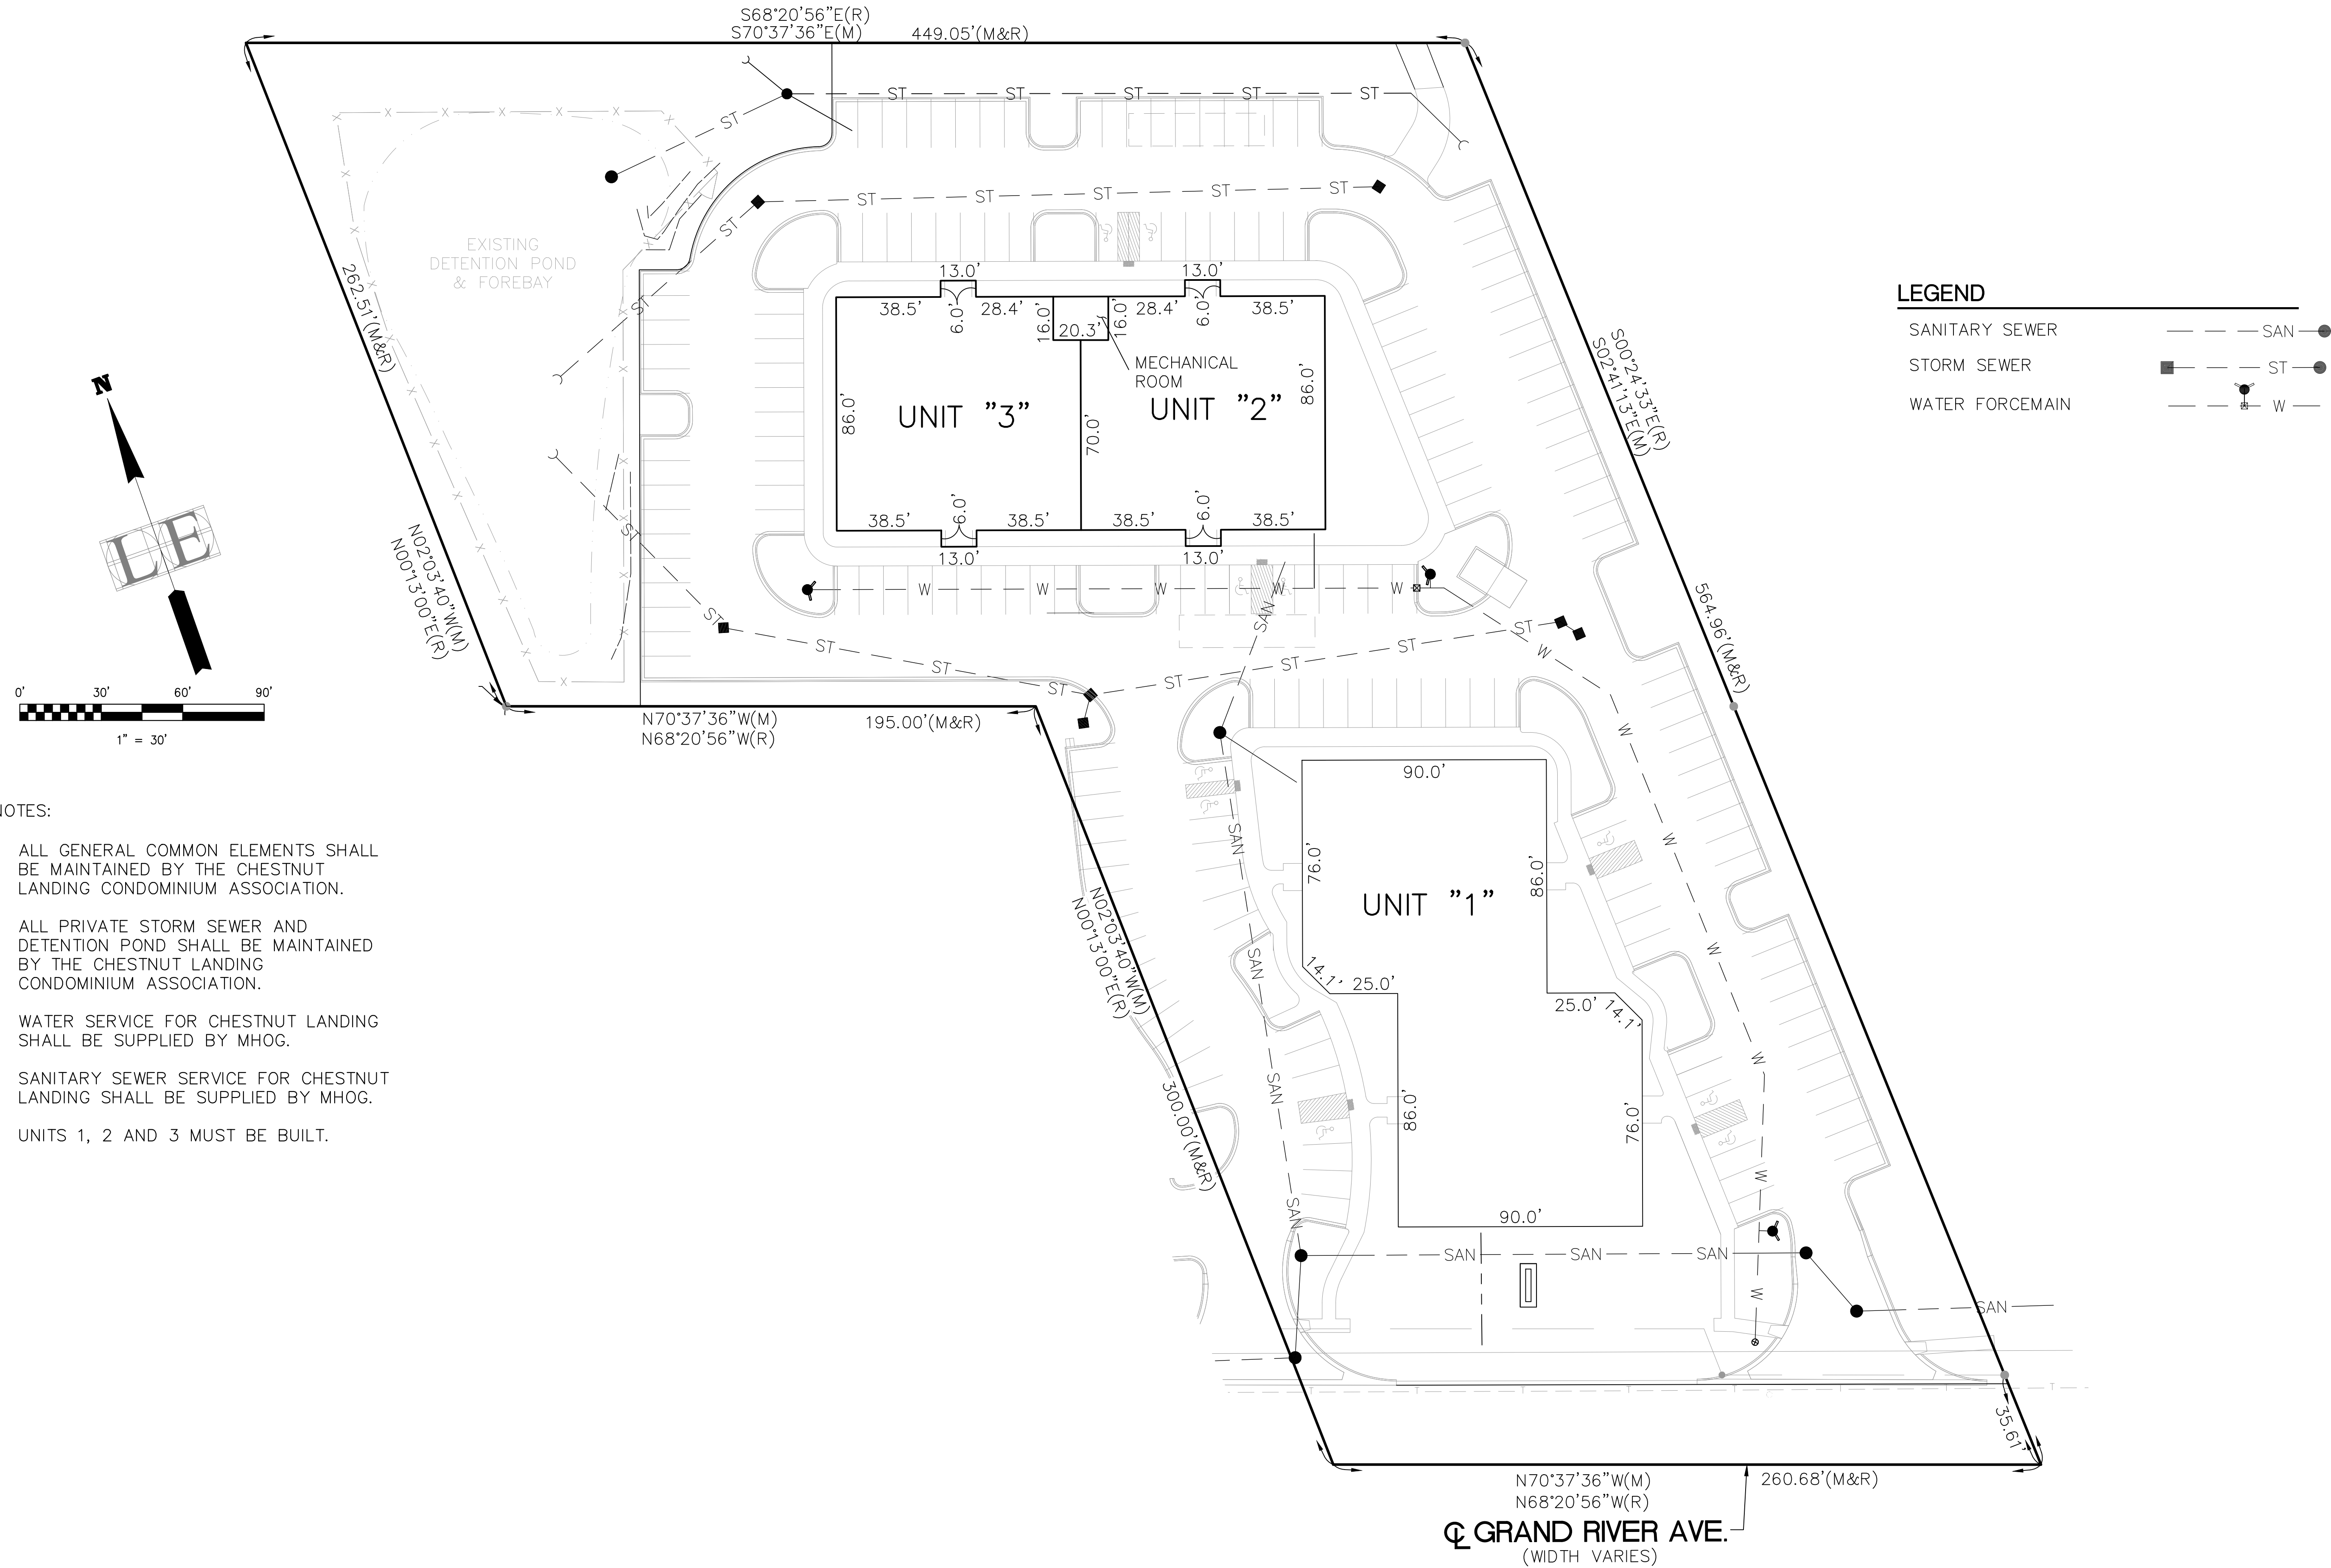 S68°20'56"E(R)
S70°37'36"E(M)
449.05'(M&R)
ST ST ST ST ST
ST
ST ST ST ST ST
ST
ST
EXISTING
DETENTION POND
& FOREBAY
262.51'(M&R)
N02°03'40"W(M)
N00°13'00"E(R)
13.0' 13.0'
38.5' 6.0' 28.4' 16.0' 20.3' 16.0' 28.4' 6.0' 38.5'
MECHANICAL
ROOM
86.0' UNIT "3" 70.0' UNIT "2" 86.0'
38.5' 6.0' 38.5' 38.5' 6.0' 38.5'
13.0' 13.0'
S00°24'33"E(R)
S02°41'13"E(M)
564.96'(M&R)
LEGEND
SANITARY SEWER SAN
STORM SEWER ST
WATER FORCEMAIN W
N
LE
0' 30' 60' 90'
1" = 30'
W W W W W
SAN
ST
ST ST ST ST
ST ST ST ST
W
N70°37'36"W(M)
N68°20'56"W(R)
195.00'(M&R)
NOTES:
ALL GENERAL COMMON ELEMENTS SHALL
BE MAINTAINED BY THE CHESTNUT
LANDING CONDOMINIUM ASSOCIATION.
ALL PRIVATE STORM SEWER AND
DETENTION POND SHALL BE MAINTAINED
BY THE CHESTNUT LANDING
CONDOMINIUM ASSOCIATION.
WATER SERVICE FOR CHESTNUT LANDING
SHALL BE SUPPLIED BY MHOG.
SANITARY SEWER SERVICE FOR CHESTNUT
LANDING SHALL BE SUPPLIED BY MHOG.
UNITS 1, 2 AND 3 MUST BE BUILT.
N02°03'40"W(M)
N00°13'00"E(R)
300.00'(M&R)
90.0'
76.0' 86.0'
UNIT "1"
14.1' 25.0' 25.0' 14.1'
86.0' 76.0'
90.0'
SAN
SAN
SAN
SAN
W
W
W
W
W
W
SAN SAN SAN
SAN
35.61'
N70°37'36"W(M)
N68°20'56"W(R)
260.68'(M&R)
℄ GRAND RIVER AVE.
(WIDTH VARIES)